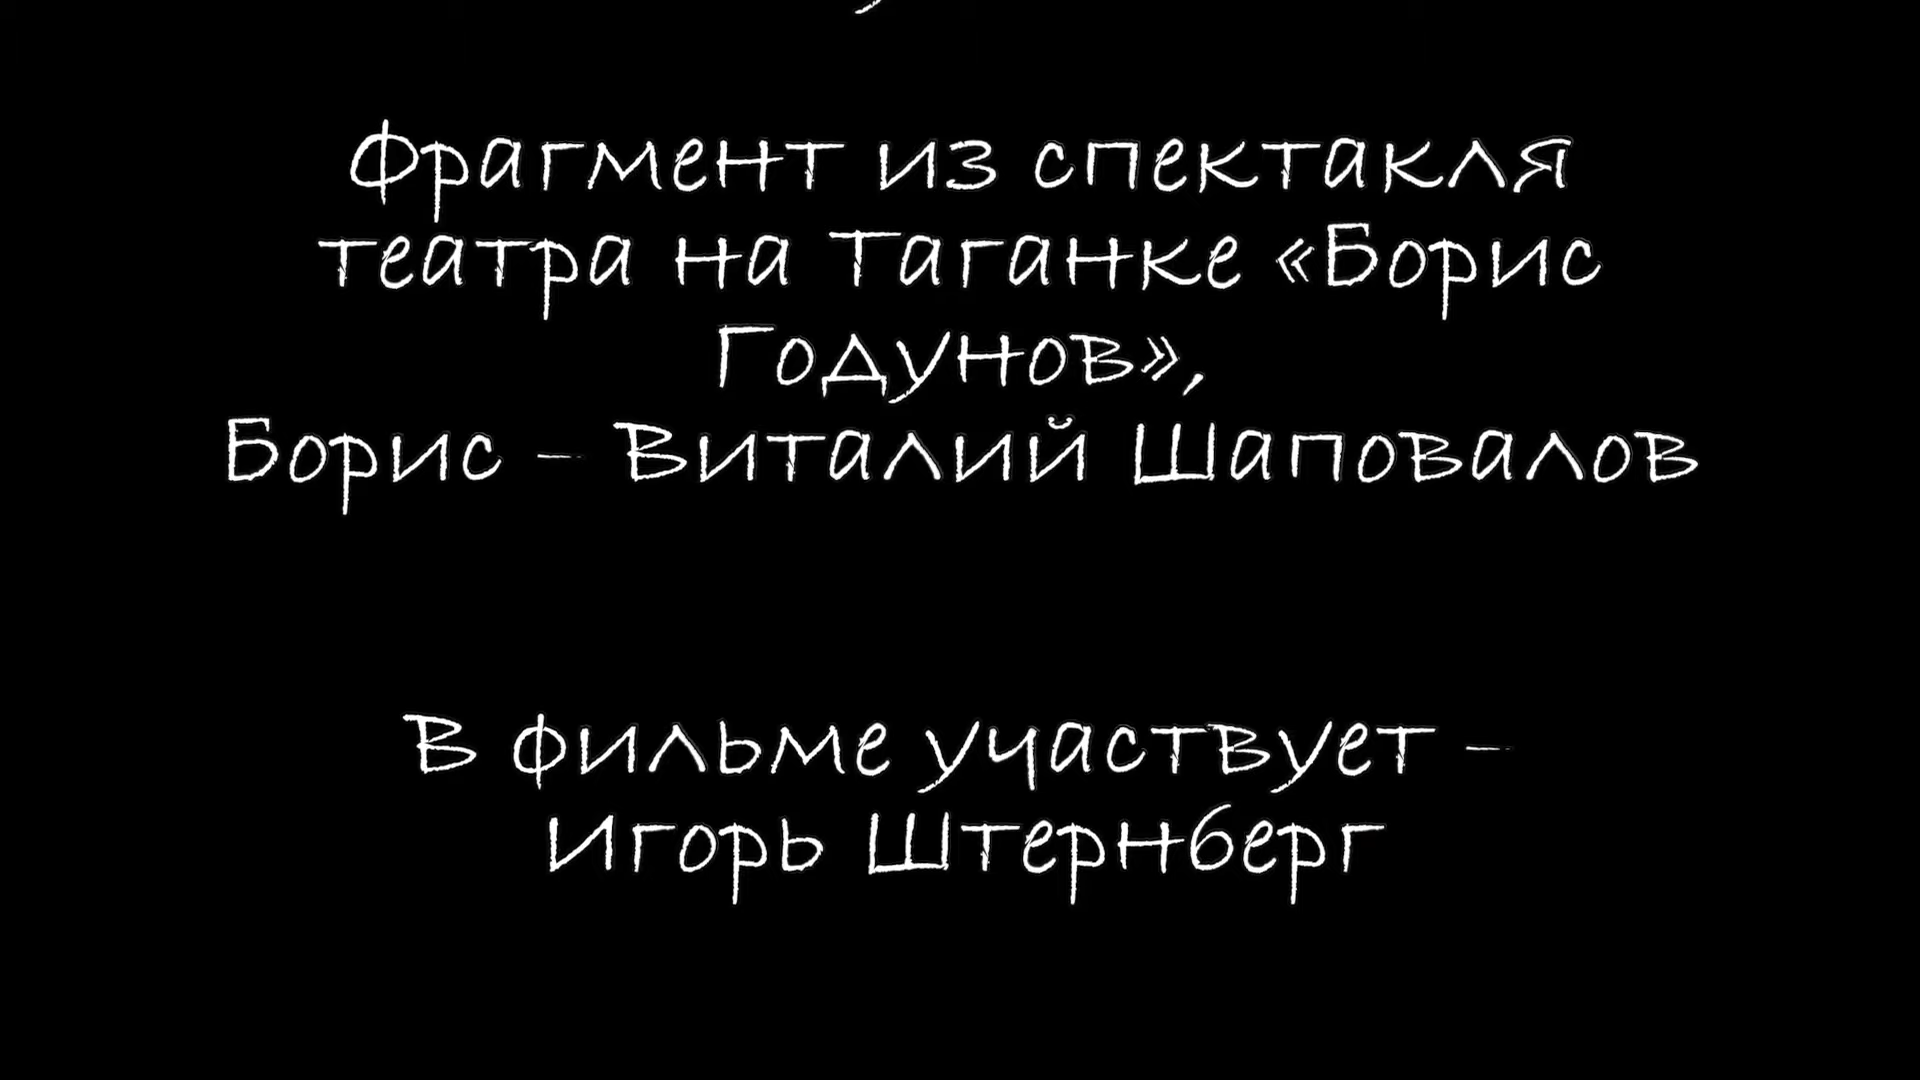 Фрагмент из спектакля
театра на Таганке «Борис
Годунов»,
Борис – Виталий Шаповалов
В фильме участвует –
Игорь Штернберг